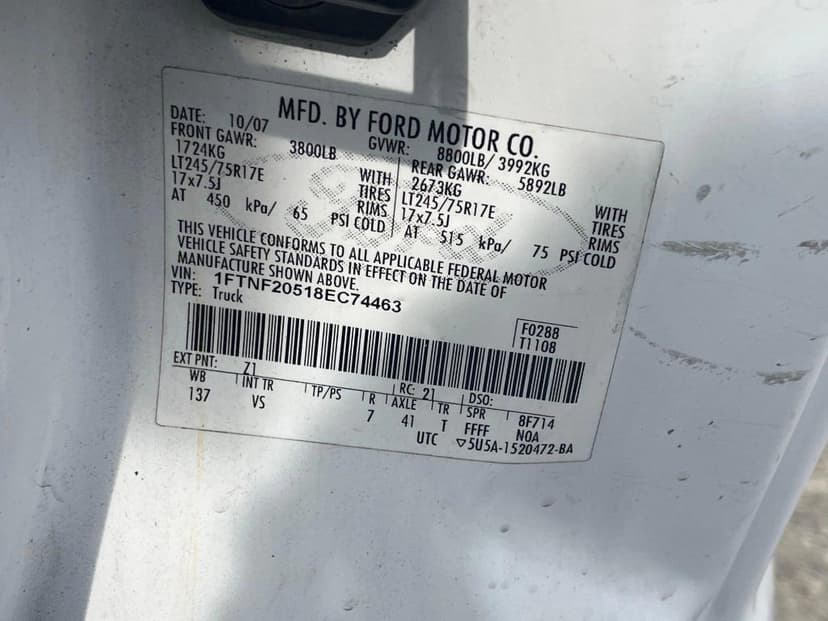 MFD. BY FORD MOTOR CO.
DATE: 10/07 GVWR: 8800LB/ 3992KG
FRONT GAWR: 3800LB REAR GAWR: 5892LB
1724KG WITH 2673KG WITH
LT245/75R17E TIRES LT245/75R17E TIRES
17x7.5J RIMS 17x7.5J RIMS
AT 450 kPa/ 65 PSI COLD AT 515 kPa/ 75 PSI COLD
THIS VEHICLE CONFORMS TO ALL APPLICABLE FEDERAL MOTOR
VEHICLE SAFETY STANDARDS IN EFFECT ON THE DATE OF
MANUFACTURE SHOWN ABOVE.
VIN: 1FTNF20518EC74463
TYPE: Truck
F0288
T1108
EXT PNT: Z1 RC: 21 DSO:
WB INT TR TP/PS R AXLE TR SPR 8F714
137 VS 7 41 T FFFF NOA
UTC ▽5U5A-1520472-BA
Ford